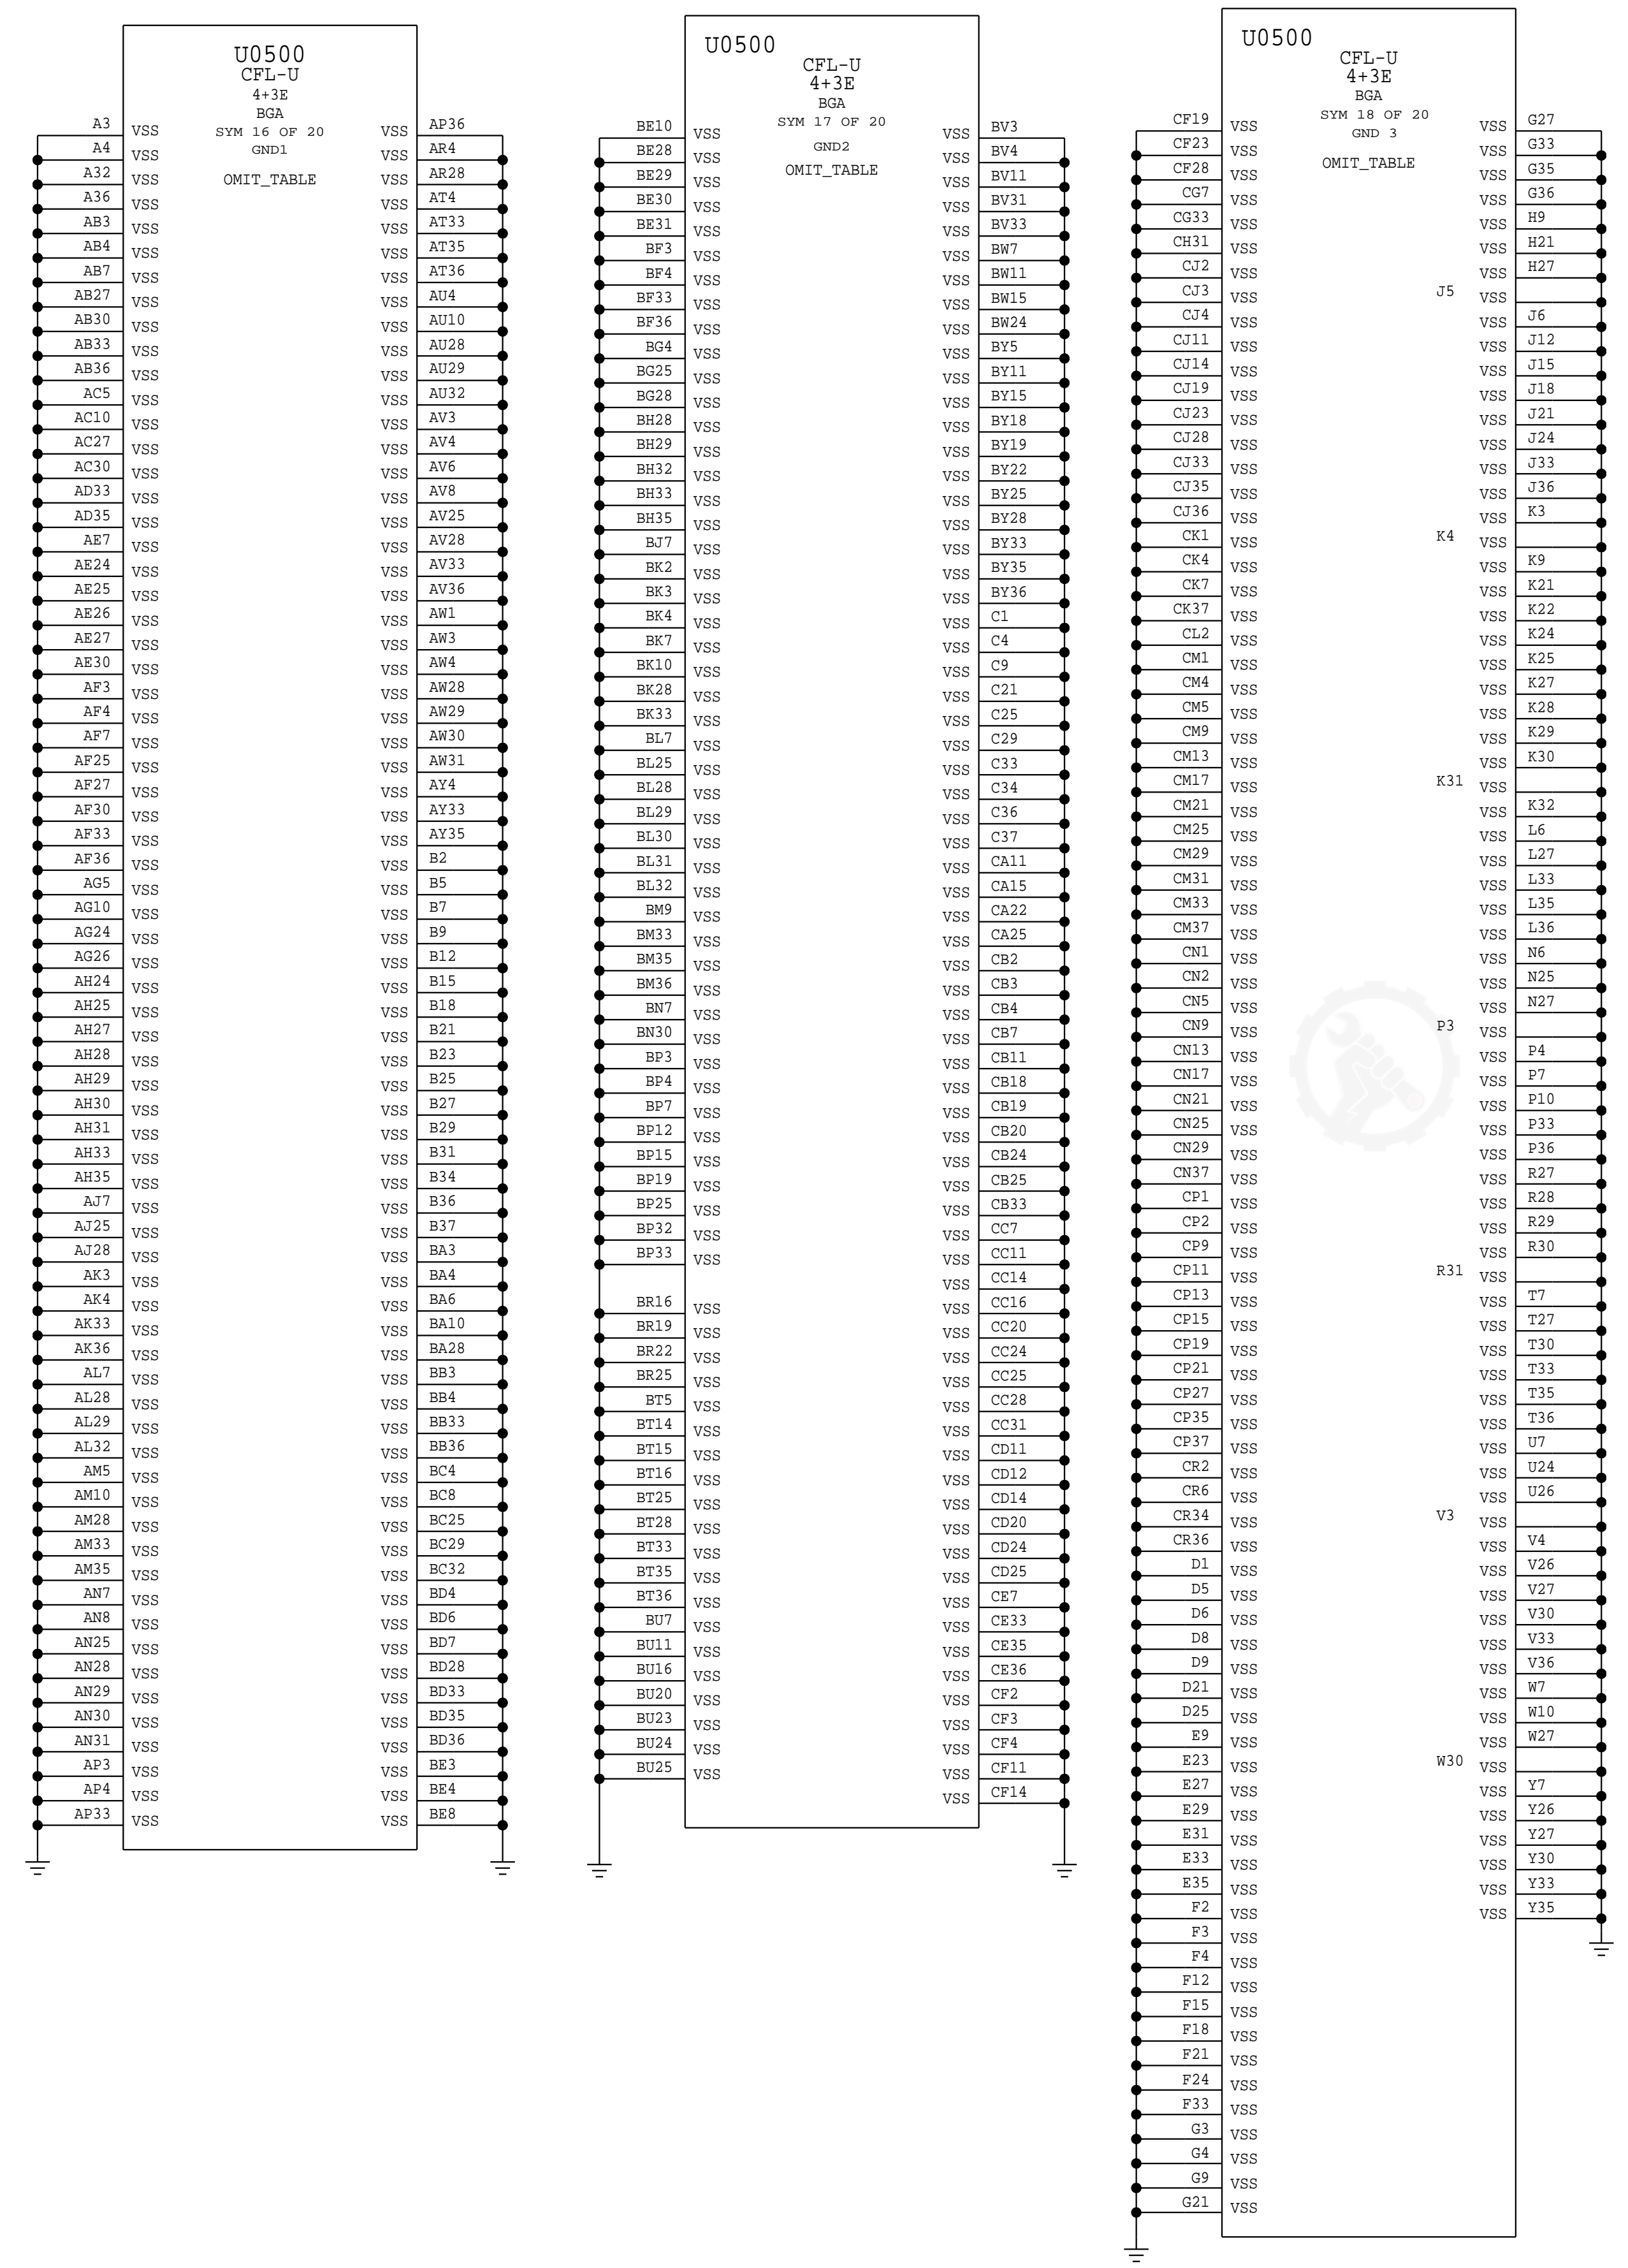 U0500
CFL-U
4+3E
BGA
SYM 16 OF 20
GND1
OMIT_TABLE
A3 VSS VSS AP36
A4 VSS VSS AR4
A32 VSS VSS AR28
A36 VSS VSS AT4
AB3 VSS VSS AT33
AB4 VSS VSS AT35
AB7 VSS VSS AT36
AB27 VSS VSS AU4
AB30 VSS VSS AU10
AB33 VSS VSS AU28
AB36 VSS VSS AU29
AC5 VSS VSS AU32
AC10 VSS VSS AV3
AC27 VSS VSS AV4
AC30 VSS VSS AV6
AD33 VSS VSS AV8
AD35 VSS VSS AV25
AE7 VSS VSS AV28
AE24 VSS VSS AV33
AE25 VSS VSS AV36
AE26 VSS VSS AW1
AE27 VSS VSS AW3
AE30 VSS VSS AW4
AF3 VSS VSS AW28
AF4 VSS VSS AW29
AF7 VSS VSS AW30
AF25 VSS VSS AW31
AF27 VSS VSS AY4
AF30 VSS VSS AY33
AF33 VSS VSS AY35
AF36 VSS VSS B2
AG5 VSS VSS B5
AG10 VSS VSS B7
AG24 VSS VSS B9
AG26 VSS VSS B12
AH24 VSS VSS B15
AH25 VSS VSS B18
AH27 VSS VSS B21
AH28 VSS VSS B23
AH29 VSS VSS B25
AH30 VSS VSS B27
AH31 VSS VSS B29
AH33 VSS VSS B31
AH35 VSS VSS B34
AJ7 VSS VSS B36
AJ25 VSS VSS B37
AJ28 VSS VSS BA3
AK3 VSS VSS BA4
AK4 VSS VSS BA6
AK33 VSS VSS BA10
AK36 VSS VSS BA28
AL7 VSS VSS BB3
AL28 VSS VSS BB4
AL29 VSS VSS BB33
AL32 VSS VSS BB36
AM5 VSS VSS BC4
AM10 VSS VSS BC8
AM28 VSS VSS BC25
AM33 VSS VSS BC29
AM35 VSS VSS BC32
AN7 VSS VSS BD4
AN8 VSS VSS BD6
AN25 VSS VSS BD7
AN28 VSS VSS BD28
AN29 VSS VSS BD33
AN30 VSS VSS BD35
AN31 VSS VSS BD36
AP3 VSS VSS BE3
AP4 VSS VSS BE4
AP33 VSS VSS BE8
U0500
CFL-U
4+3E
BGA
SYM 17 OF 20
GND2
OMIT_TABLE
BE10 VSS VSS BV3
BE28 VSS VSS BV4
BE29 VSS VSS BV11
BE30 VSS VSS BV31
BE31 VSS VSS BV33
BF3 VSS VSS BW7
BF4 VSS VSS BW11
BF33 VSS VSS BW15
BF36 VSS VSS BW24
BG4 VSS VSS BY5
BG25 VSS VSS BY11
BG28 VSS VSS BY15
BH28 VSS VSS BY18
BH29 VSS VSS BY19
BH32 VSS VSS BY22
BH33 VSS VSS BY25
BH35 VSS VSS BY28
BJ7 VSS VSS BY33
BK2 VSS VSS BY35
BK3 VSS VSS BY36
BK4 VSS VSS C1
BK7 VSS VSS C4
BK10 VSS VSS C9
BK28 VSS VSS C21
BK33 VSS VSS C25
BL7 VSS VSS C29
BL25 VSS VSS C33
BL28 VSS VSS C34
BL29 VSS VSS C36
BL30 VSS VSS C37
BL31 VSS VSS CA11
BL32 VSS VSS CA15
BM9 VSS VSS CA22
BM33 VSS VSS CA25
BM35 VSS VSS CB2
BM36 VSS VSS CB3
BN7 VSS VSS CB4
BN30 VSS VSS CB7
BP3 VSS VSS CB11
BP4 VSS VSS CB18
BP7 VSS VSS CB19
BP12 VSS VSS CB20
BP15 VSS VSS CB24
BP19 VSS VSS CB25
BP25 VSS VSS CB33
BP32 VSS VSS CC7
BP33 VSS VSS CC11
VSS CC14
BR16 VSS VSS CC16
BR19 VSS VSS CC20
BR22 VSS VSS CC24
BR25 VSS VSS CC25
BT5 VSS VSS CC28
BT14 VSS VSS CC31
BT15 VSS VSS CD11
BT16 VSS VSS CD12
BT25 VSS VSS CD14
BT28 VSS VSS CD20
BT33 VSS VSS CD24
BT35 VSS VSS CD25
BT36 VSS VSS CE7
BU7 VSS VSS CE33
BU11 VSS VSS CE35
BU16 VSS VSS CE36
BU20 VSS VSS CF2
BU23 VSS VSS CF3
BU24 VSS VSS CF4
BU25 VSS VSS CF11
VSS CF14
U0500
CFL-U
4+3E
BGA
SYM 18 OF 20
GND 3
OMIT_TABLE
CF19 VSS VSS G27
CF23 VSS VSS G33
CF28 VSS VSS G35
CG7 VSS VSS G36
CG33 VSS VSS H9
CH31 VSS VSS H21
CJ2 VSS VSS H27
CJ3 VSS J5 VSS
CJ4 VSS VSS J6
CJ11 VSS VSS J12
CJ14 VSS VSS J15
CJ19 VSS VSS J18
CJ23 VSS VSS J21
CJ28 VSS VSS J24
CJ33 VSS VSS J33
CJ35 VSS VSS J36
CJ36 VSS VSS K3
CK1 VSS K4 VSS
CK4 VSS VSS K9
CK7 VSS VSS K21
CK37 VSS VSS K22
CL2 VSS VSS K24
CM1 VSS VSS K25
CM4 VSS VSS K27
CM5 VSS VSS K28
CM9 VSS VSS K29
CM13 VSS VSS K30
CM17 VSS K31 VSS
CM21 VSS VSS K32
CM25 VSS VSS L6
CM29 VSS VSS L27
CM31 VSS VSS L33
CM33 VSS VSS L35
CM37 VSS VSS L36
CN1 VSS VSS N6
CN2 VSS VSS N25
CN5 VSS VSS N27
CN9 VSS P3 VSS
CN13 VSS VSS P4
CN17 VSS VSS P7
CN21 VSS VSS P10
CN25 VSS VSS P33
CN29 VSS VSS P36
CN37 VSS VSS R27
CP1 VSS VSS R28
CP2 VSS VSS R29
CP9 VSS VSS R30
CP11 VSS R31 VSS
CP13 VSS VSS T7
CP15 VSS VSS T27
CP19 VSS VSS T30
CP21 VSS VSS T33
CP27 VSS VSS T35
CP35 VSS VSS T36
CP37 VSS VSS U7
CR2 VSS VSS U24
CR6 VSS VSS U26
CR34 VSS V3 VSS
CR36 VSS VSS V4
D1 VSS VSS V26
D5 VSS VSS V27
D6 VSS VSS V30
D8 VSS VSS V33
D9 VSS VSS V36
D21 VSS VSS W7
D25 VSS VSS W10
E9 VSS VSS W27
E23 VSS W30 VSS
E27 VSS VSS Y7
E29 VSS VSS Y26
E31 VSS VSS Y27
E33 VSS VSS Y30
E35 VSS VSS Y33
F2 VSS VSS Y35
F3 VSS
F4 VSS
F12 VSS
F15 VSS
F18 VSS
F21 VSS
F24 VSS
F33 VSS
G3 VSS
G4 VSS
G9 VSS
G21 VSS